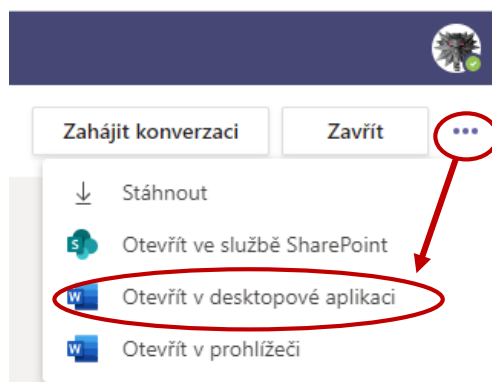 Zahájit konverzaci Zavřít
Stáhnout
Otevřít ve službě SharePoint
Otevřít v desktopové aplikaci
Otevřít v prohlížeči